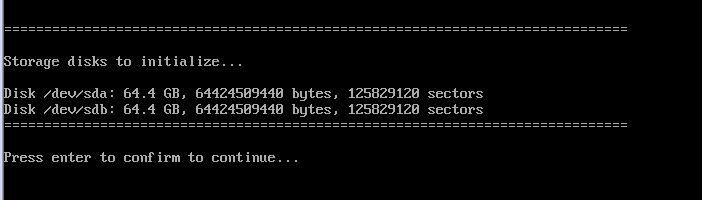 ==============================================================================
Storage disks to initialize...
Disk /dev/sda: 64.4 GB, 64424509440 bytes, 125829120 sectors
Disk /dev/sdb: 64.4 GB, 64424509440 bytes, 125829120 sectors
==============================================================================
Press enter to confirm to continue...